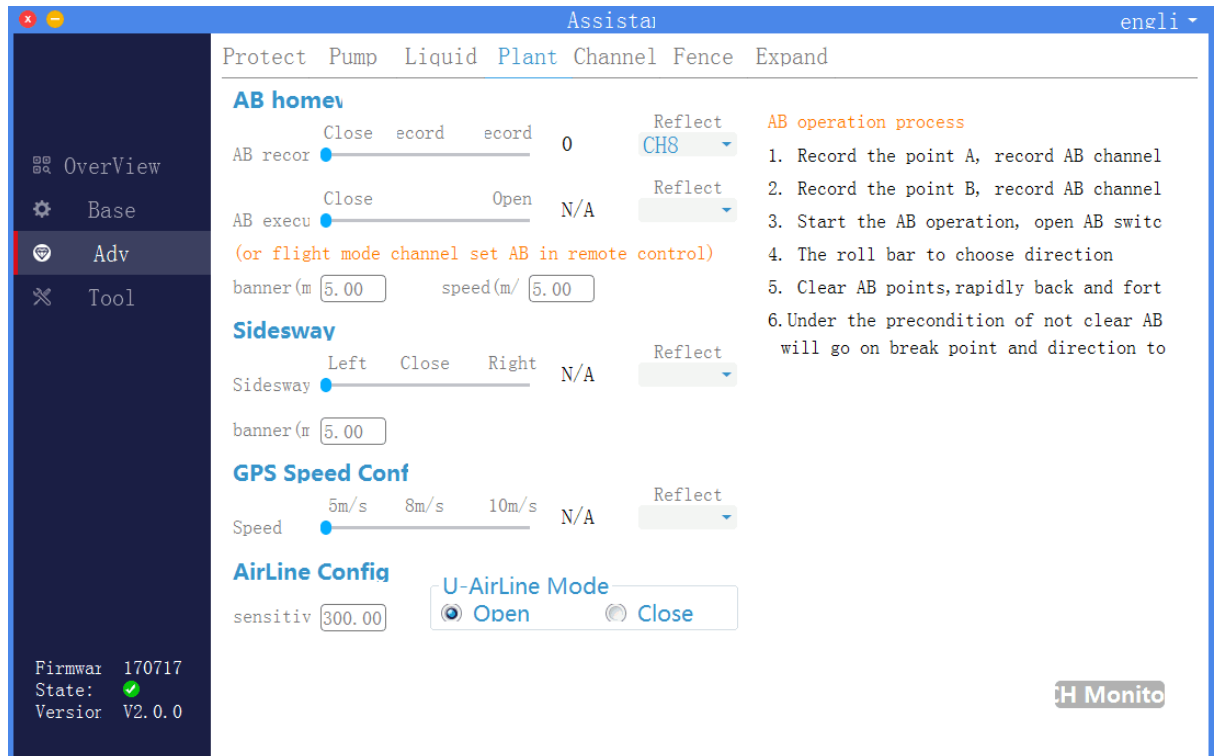 Assista
engli
Protect Pump Liquid Plant Channel Fence Expand
OverView
Base
Adv
Tool
Firmwar 170717
State:
Version V2.0.0
AB homew
Close ecord ecord Reflect
AB recor 0 CH8
Close Open Reflect
AB execu N/A
(or flight mode channel set AB in remote control)
banner(m 5.00 speed(m/ 5.00
Sidesway
Left Close Right Reflect
Sidesway N/A
banner(m 5.00
GPS Speed Conf
5m/s 8m/s 10m/s Reflect
Speed N/A
AirLine Config
U-AirLine Mode
sensitiv 300.00 Open Close
AB operation process
1. Record the point A, record AB channel
2. Record the point B, record AB channel
3. Start the AB operation, open AB switc
4. The roll bar to choose direction
5. Clear AB points,rapidly back and fort
6.Under the precondition of not clear AB
will go on break point and direction to
CH Monito